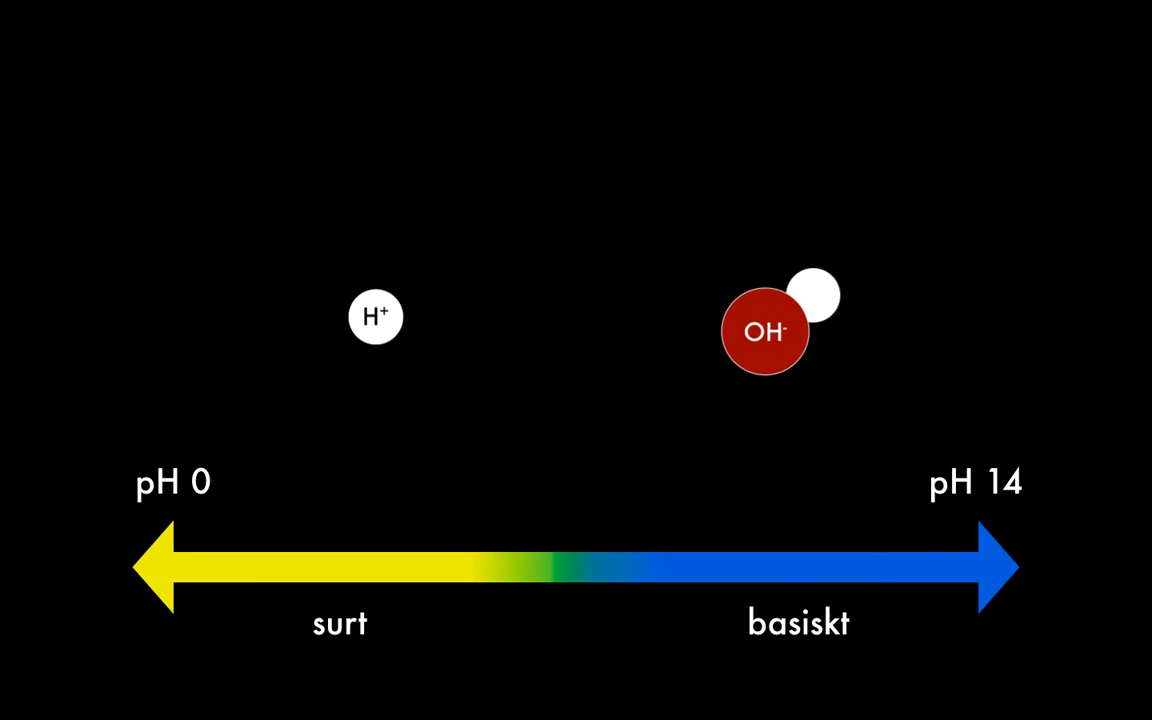 H⁺
OH⁻
pH 0
pH 14
surt
basiskt